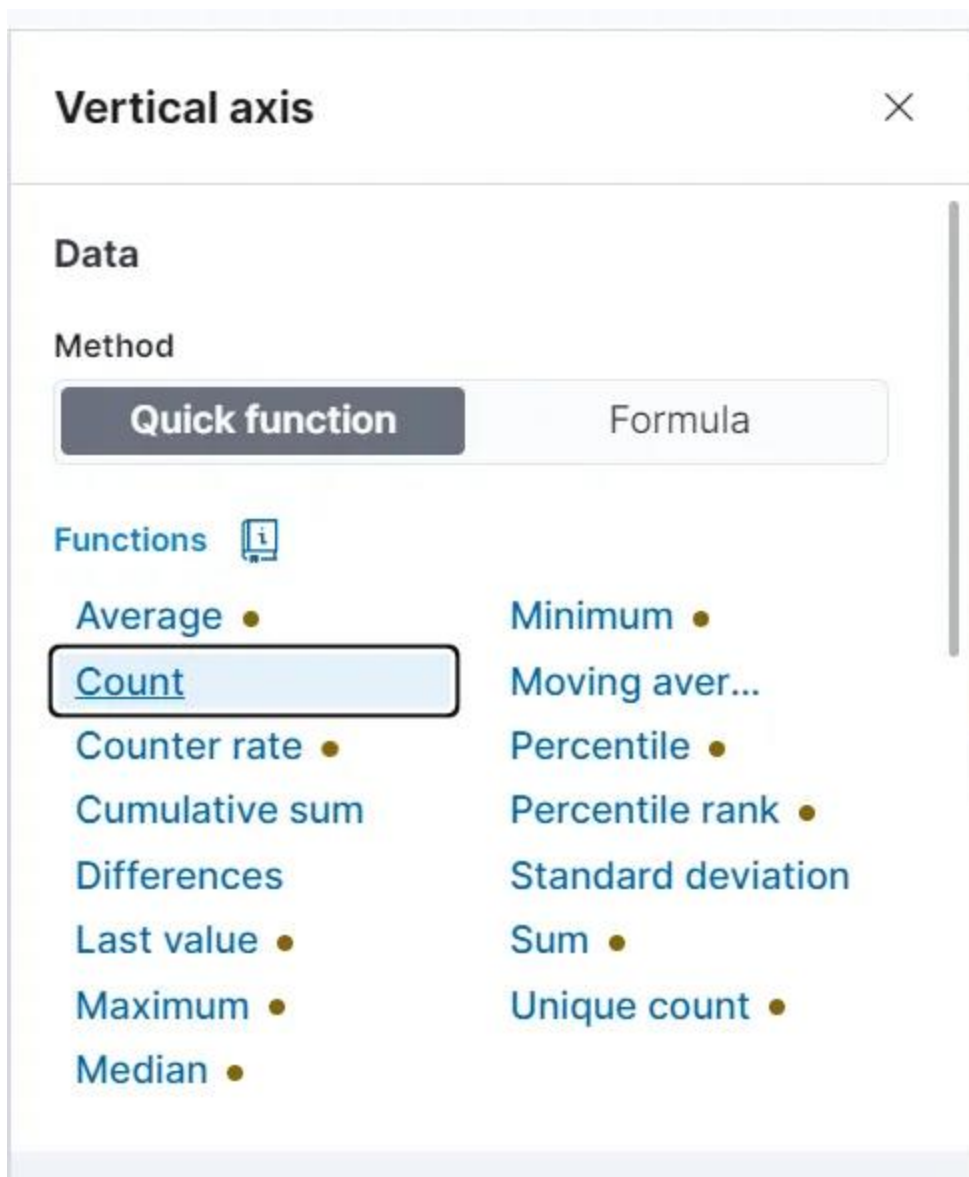 Vertical axis
Data
Method
Quick function
Formula
Functions
Average
Minimum
Count
Moving aver...
Counter rate
Percentile
Cumulative sum
Percentile rank
Differences
Standard deviation
Last value
Sum
Maximum
Unique count
Median